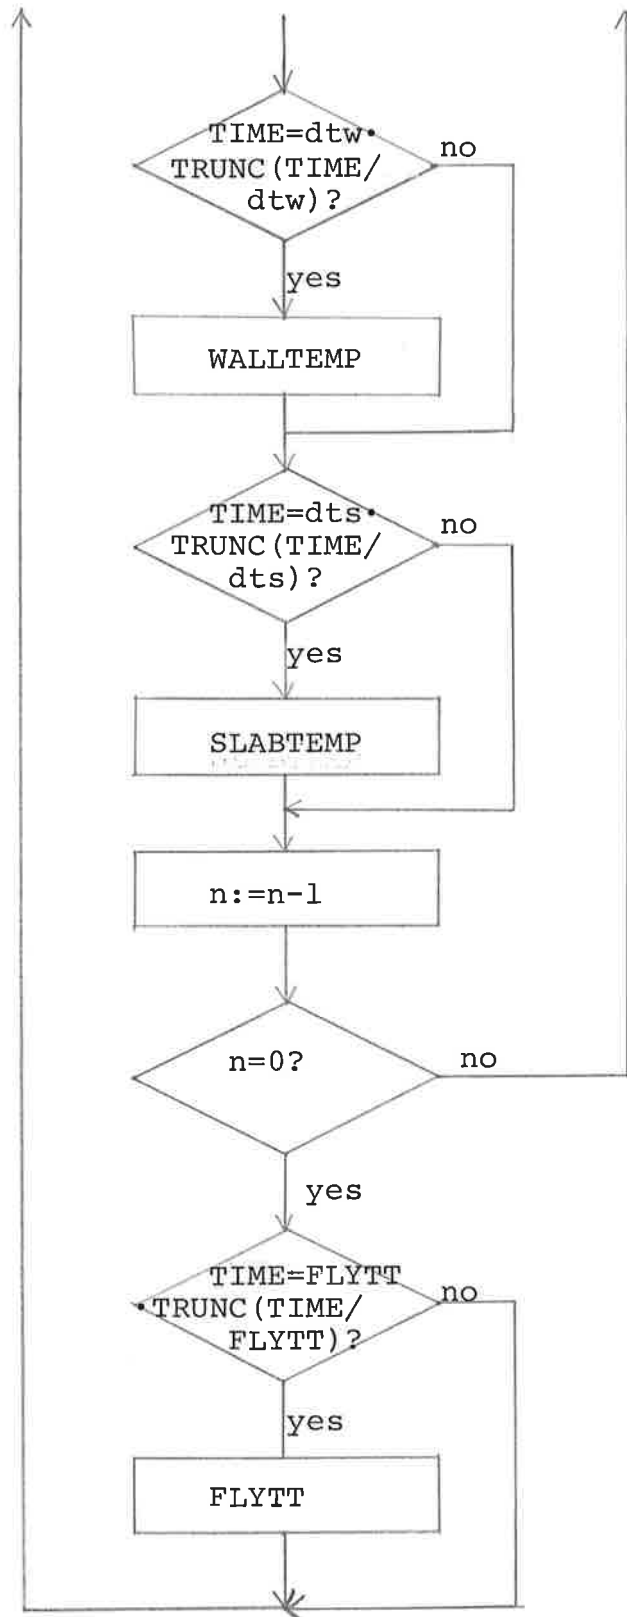 TIME=dtw•
TRUNC(TIME/
dtw)?
no
yes
WALLTEMP
TIME=dts•
TRUNC(TIME/
dts)?
no
yes
SLABTEMP
n:=n-1
n=0?
no
yes
TIME=FLYTT
•TRUNC(TIME/
FLYTT)?
no
yes
FLYTT